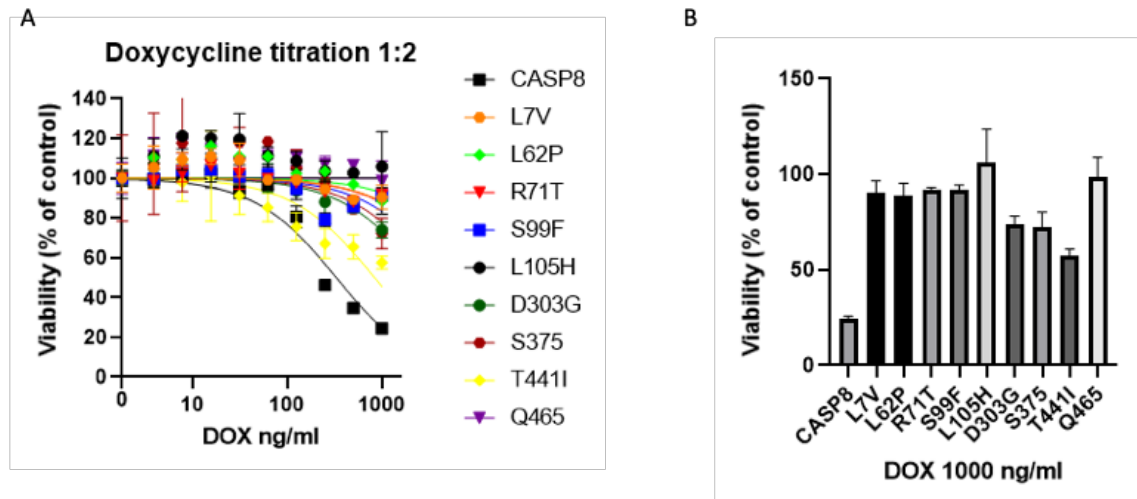 A
Doxycycline titration 1:2
Viability (% of control)
140
120
100
80
60
40
20
0
0
10
100
1000
DOX ng/ml
CASP8
L7V
L62P
R71T
S99F
L105H
D303G
S375
T441I
Q465
B
Viability (% of control)
150
100
50
0
CASP8
L7V
L62P
R71T
S99F
L105H
D303G
S375
T441I
Q465
DOX 1000 ng/ml